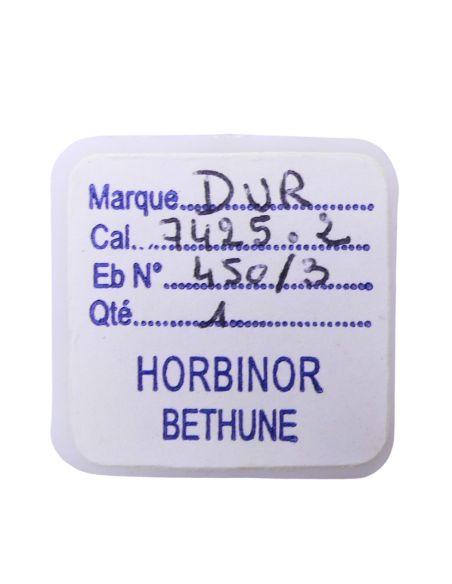 Marque DUR
Cal. 7425.2
Eb N° 450/3
Qté 1
HORBINOR
BETHUNE